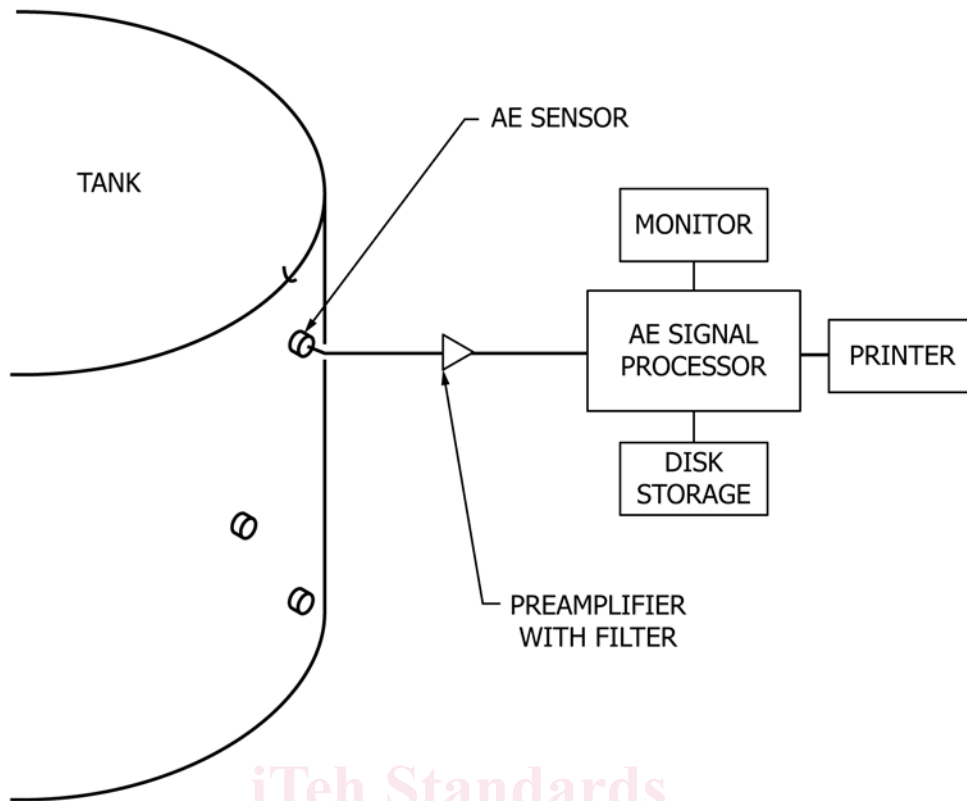 AE SENSOR
TANK
MONITOR
AE SIGNAL
PROCESSOR
PRINTER
DISK
STORAGE
PREAMPLIFIER
WITH FILTER
iTeh Standards